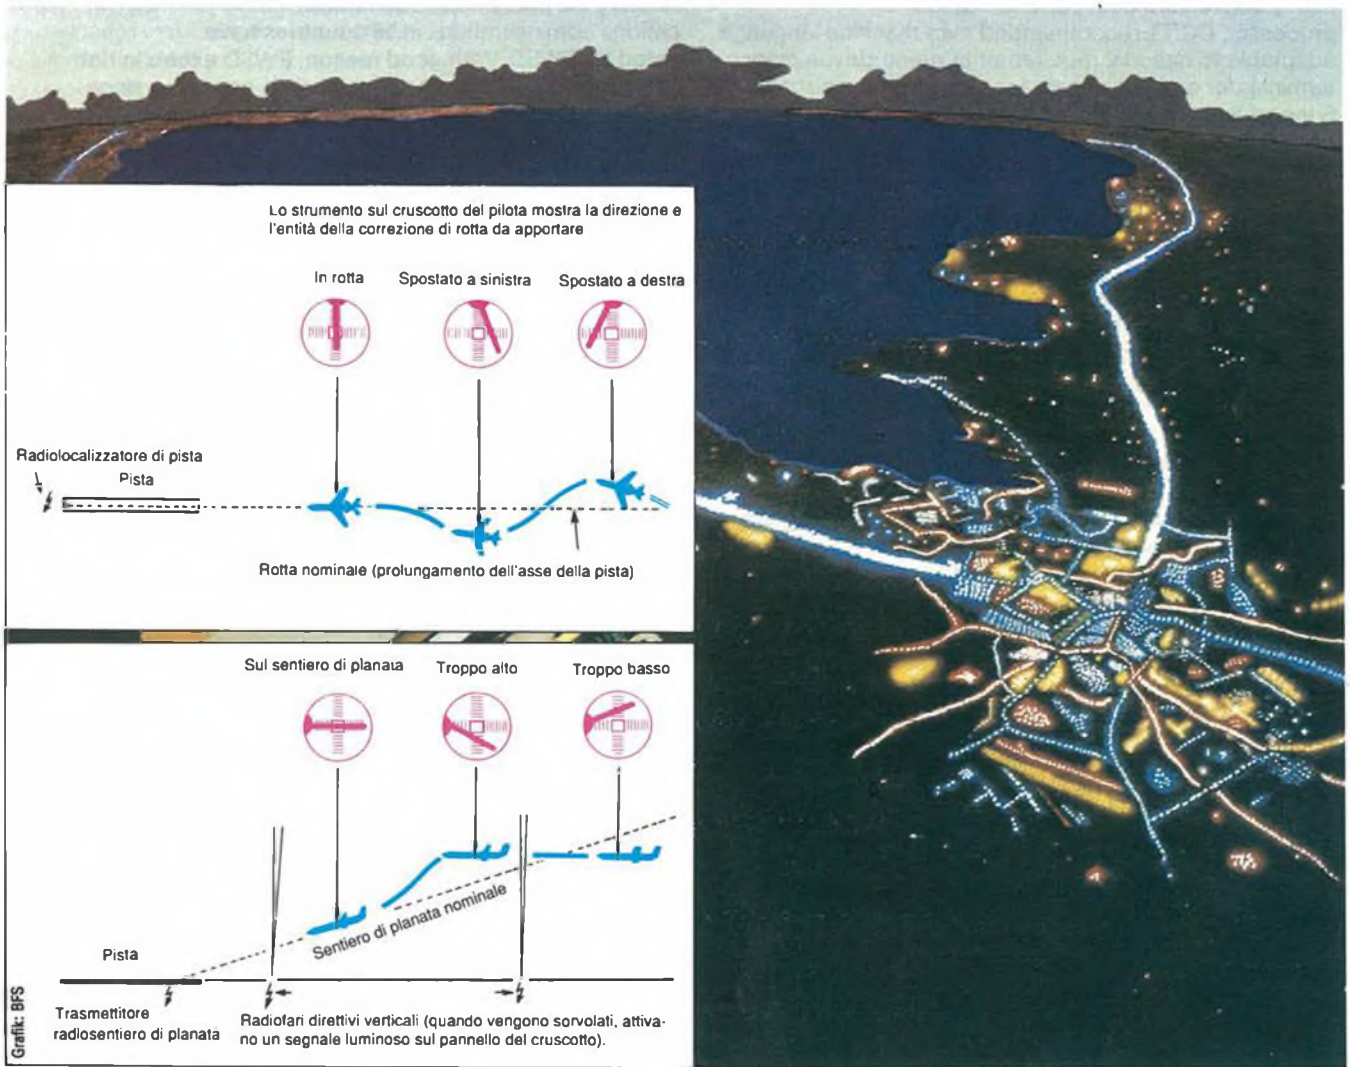 Lo strumento sul cruscotto del pilota mostra la direzione e
l'entità della correzione di rotta da apportare
In rotta
Spostato a sinistra
Spostato a destra
Radiolocalizzatore di pista
Pista
Rotta nominale (prolungamento dell'asse della pista)
Sul sentiero di planata
Troppo alto
Troppo basso
Sentiero di planata nominale
Pista
Trasmettitore
radiosentiero di planata
Radiofari direttivi verticali (quando vengono sorvolati, attiva-
no un segnale luminoso sul pannello del cruscotto).
Grafik: BFS